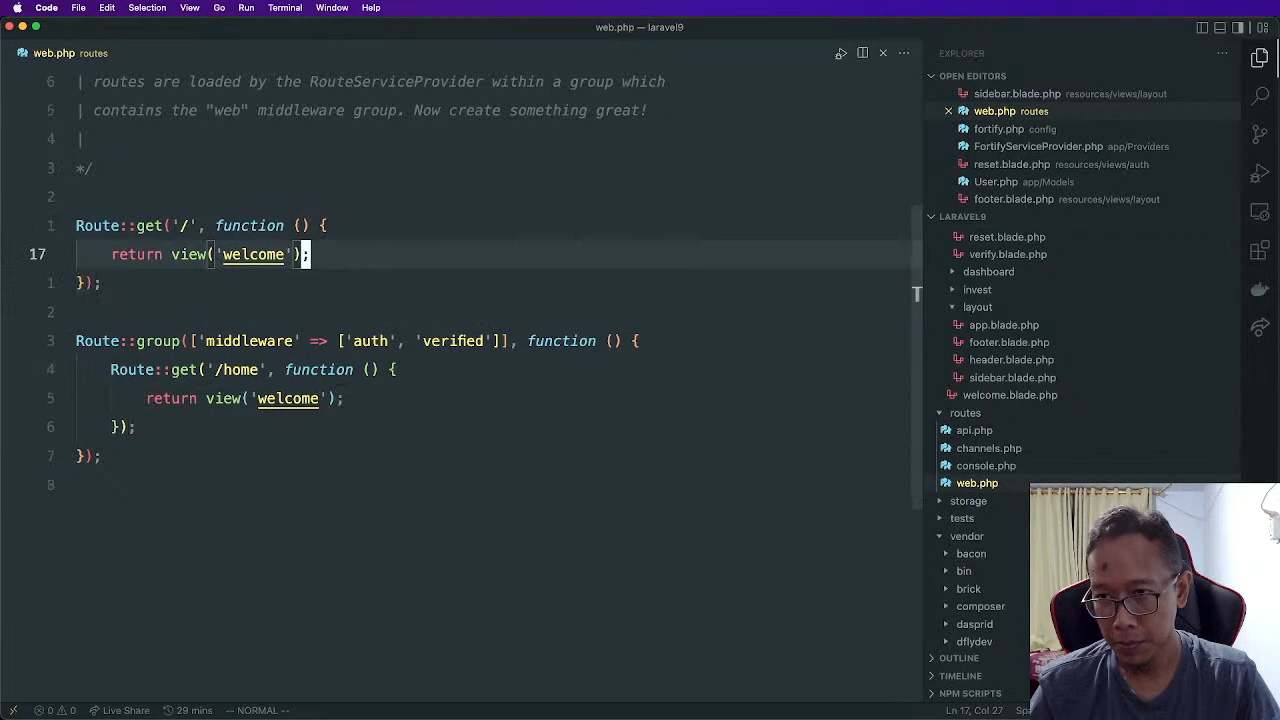 Code File Edit Selection View Go Run Terminal Window Help
web.php — laravel9
web.php routes
EXPLORER
6 | routes are loaded by the RouteServiceProvider within a group which
5 | contains the "web" middleware group. Now create something great!
4 |
3 */
2
1 Route::get('/', function () {
17 return view('welcome');
1 });
2
3 Route::group(['middleware' => ['auth', 'verified']], function () {
4 Route::get('/home', function () {
5 return view('welcome');
6 });
7 });
8
OPEN EDITORS
sidebar.blade.php resources/views/layout
web.php routes
fortify.php config
FortifyServiceProvider.php app/Providers
reset.blade.php resources/views/auth
User.php app/Models
footer.blade.php resources/views/layout
LARAVEL9
reset.blade.php
verify.blade.php
dashboard
invest
layout
app.blade.php
footer.blade.php
header.blade.php
sidebar.blade.php
welcome.blade.php
routes
api.php
channels.php
console.php
web.php
storage
tests
vendor
bacon
bin
brick
composer
dasprid
dflydev
OUTLINE
TIMELINE
NPM SCRIPTS
0 0 Live Share 29 mins -- NORMAL --
Ln 17, Col 27